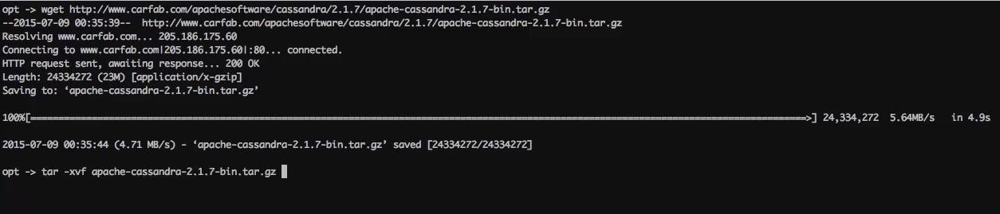 opt -> wget http://www.carfab.com/apachesoftware/cassandra/2.1.7/apache-cassandra-2.1.7-bin.tar.gz
--2015-07-09 00:35:39--  http://www.carfab.com/apachesoftware/cassandra/2.1.7/apache-cassandra-2.1.7-bin.tar.gz
Resolving www.carfab.com... 205.186.175.60
Connecting to www.carfab.com|205.186.175.60|:80... connected.
HTTP request sent, awaiting response... 200 OK
Length: 24334272 (23M) [application/x-gzip]
Saving to: ‘apache-cassandra-2.1.7-bin.tar.gz’
100%[======================================================================>] 24,334,272  5.64MB/s   in 4.9s
2015-07-09 00:35:44 (4.71 MB/s) - ‘apache-cassandra-2.1.7-bin.tar.gz’ saved [24334272/24334272]
opt -> tar -xvf apache-cassandra-2.1.7-bin.tar.gz